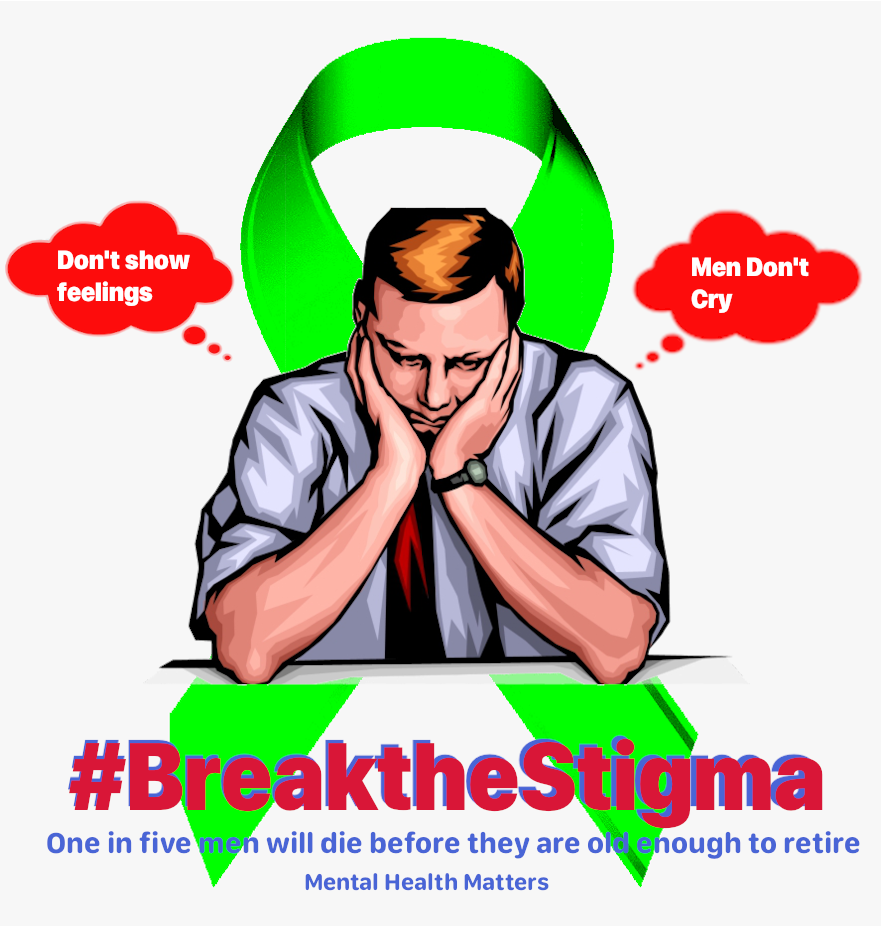 Don't show
feelings
Men Don't
Cry
#BreaktheStigma
One in five men will die before they are old enough to retire
Mental Health Matters